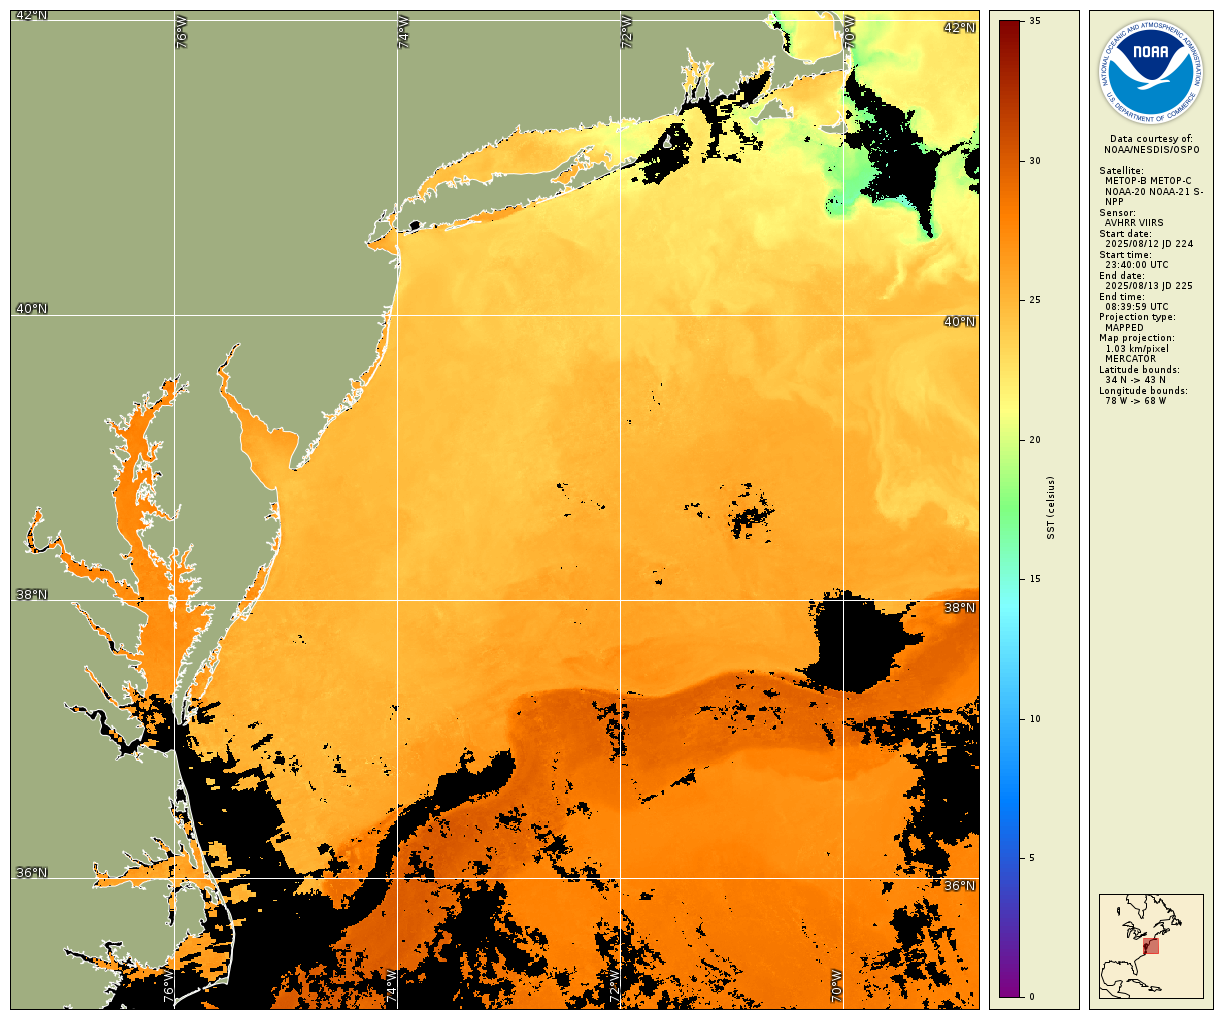 42°N
76°W
74°W
72°W
70°W
42°N
40°N
40°N
38°N
38°N
36°N
36°N
76°W
74°W
72°W
70°W
35
30
25
20
15
10
5
0
SST (celsius)
NATIONAL OCEANIC AND ATMOSPHERIC ADMINISTRATION
NOAA
U.S. DEPARTMENT OF COMMERCE
Data courtesy of:
NOAA/NESDIS/OSPO
Satellite:
METOP-B METOP-C
NOAA-20 NOAA-21 S-
NPP
Sensor:
AVHRR VIIRS
Start date:
2025/08/12 JD 224
Start time:
23:40:00 UTC
End date:
2025/08/13 JD 225
End time:
08:39:59 UTC
Projection type:
MAPPED
Map projection:
1.03 km/pixel
MERCATOR
Latitude bounds:
34 N -> 43 N
Longitude bounds:
78 W -> 68 W